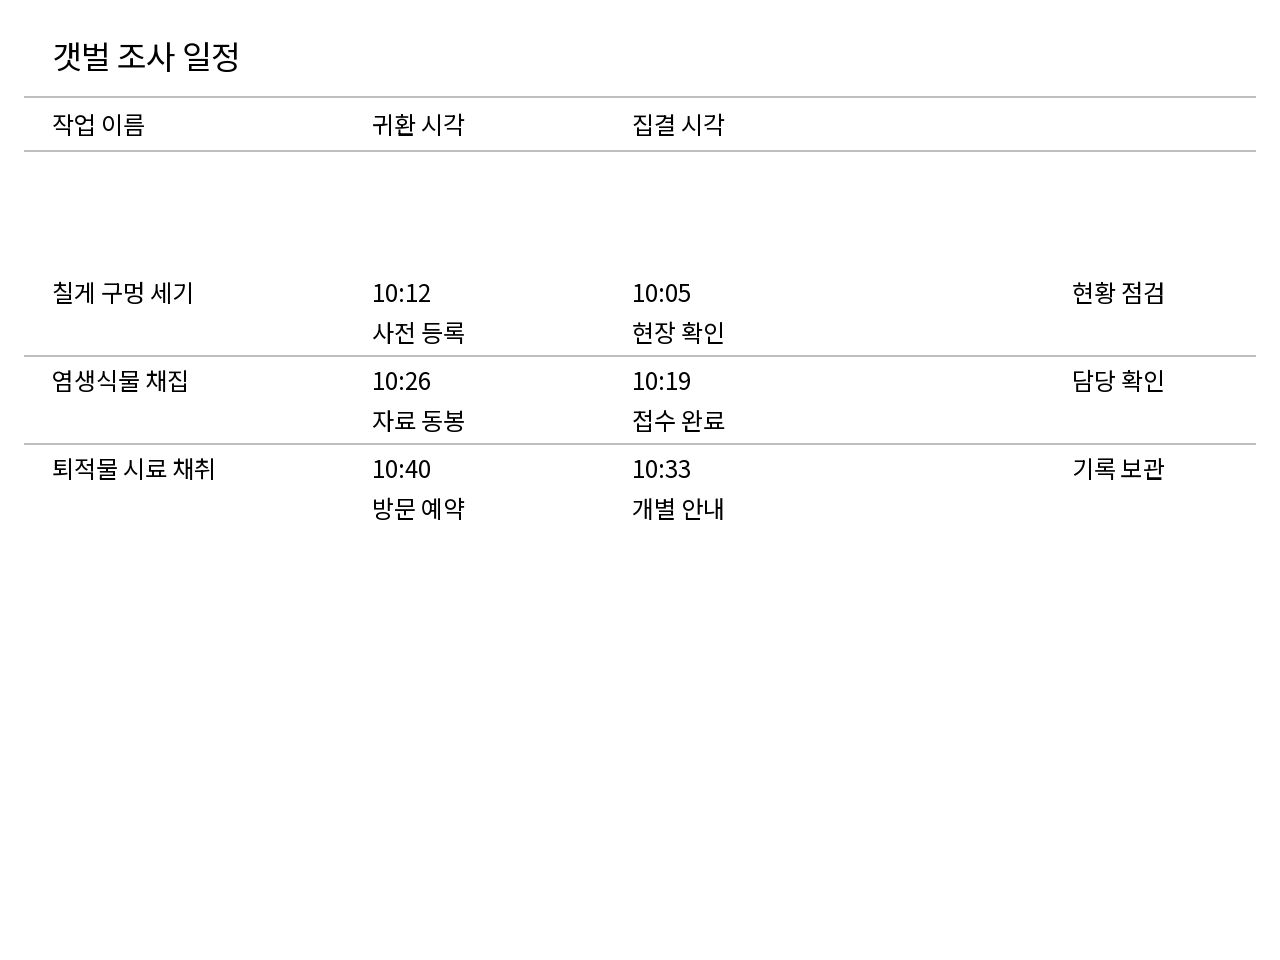 갯벌 조사 일정
작업 이름 귀환 시각 집결 시각
칠게 구멍 세기 10:12 10:05 현황 점검
사전 등록 현장 확인
염생식물 채집 10:26 10:19 담당 확인
자료 동봉 접수 완료
퇴적물 시료 채취 10:40 10:33 기록 보관
방문 예약 개별 안내